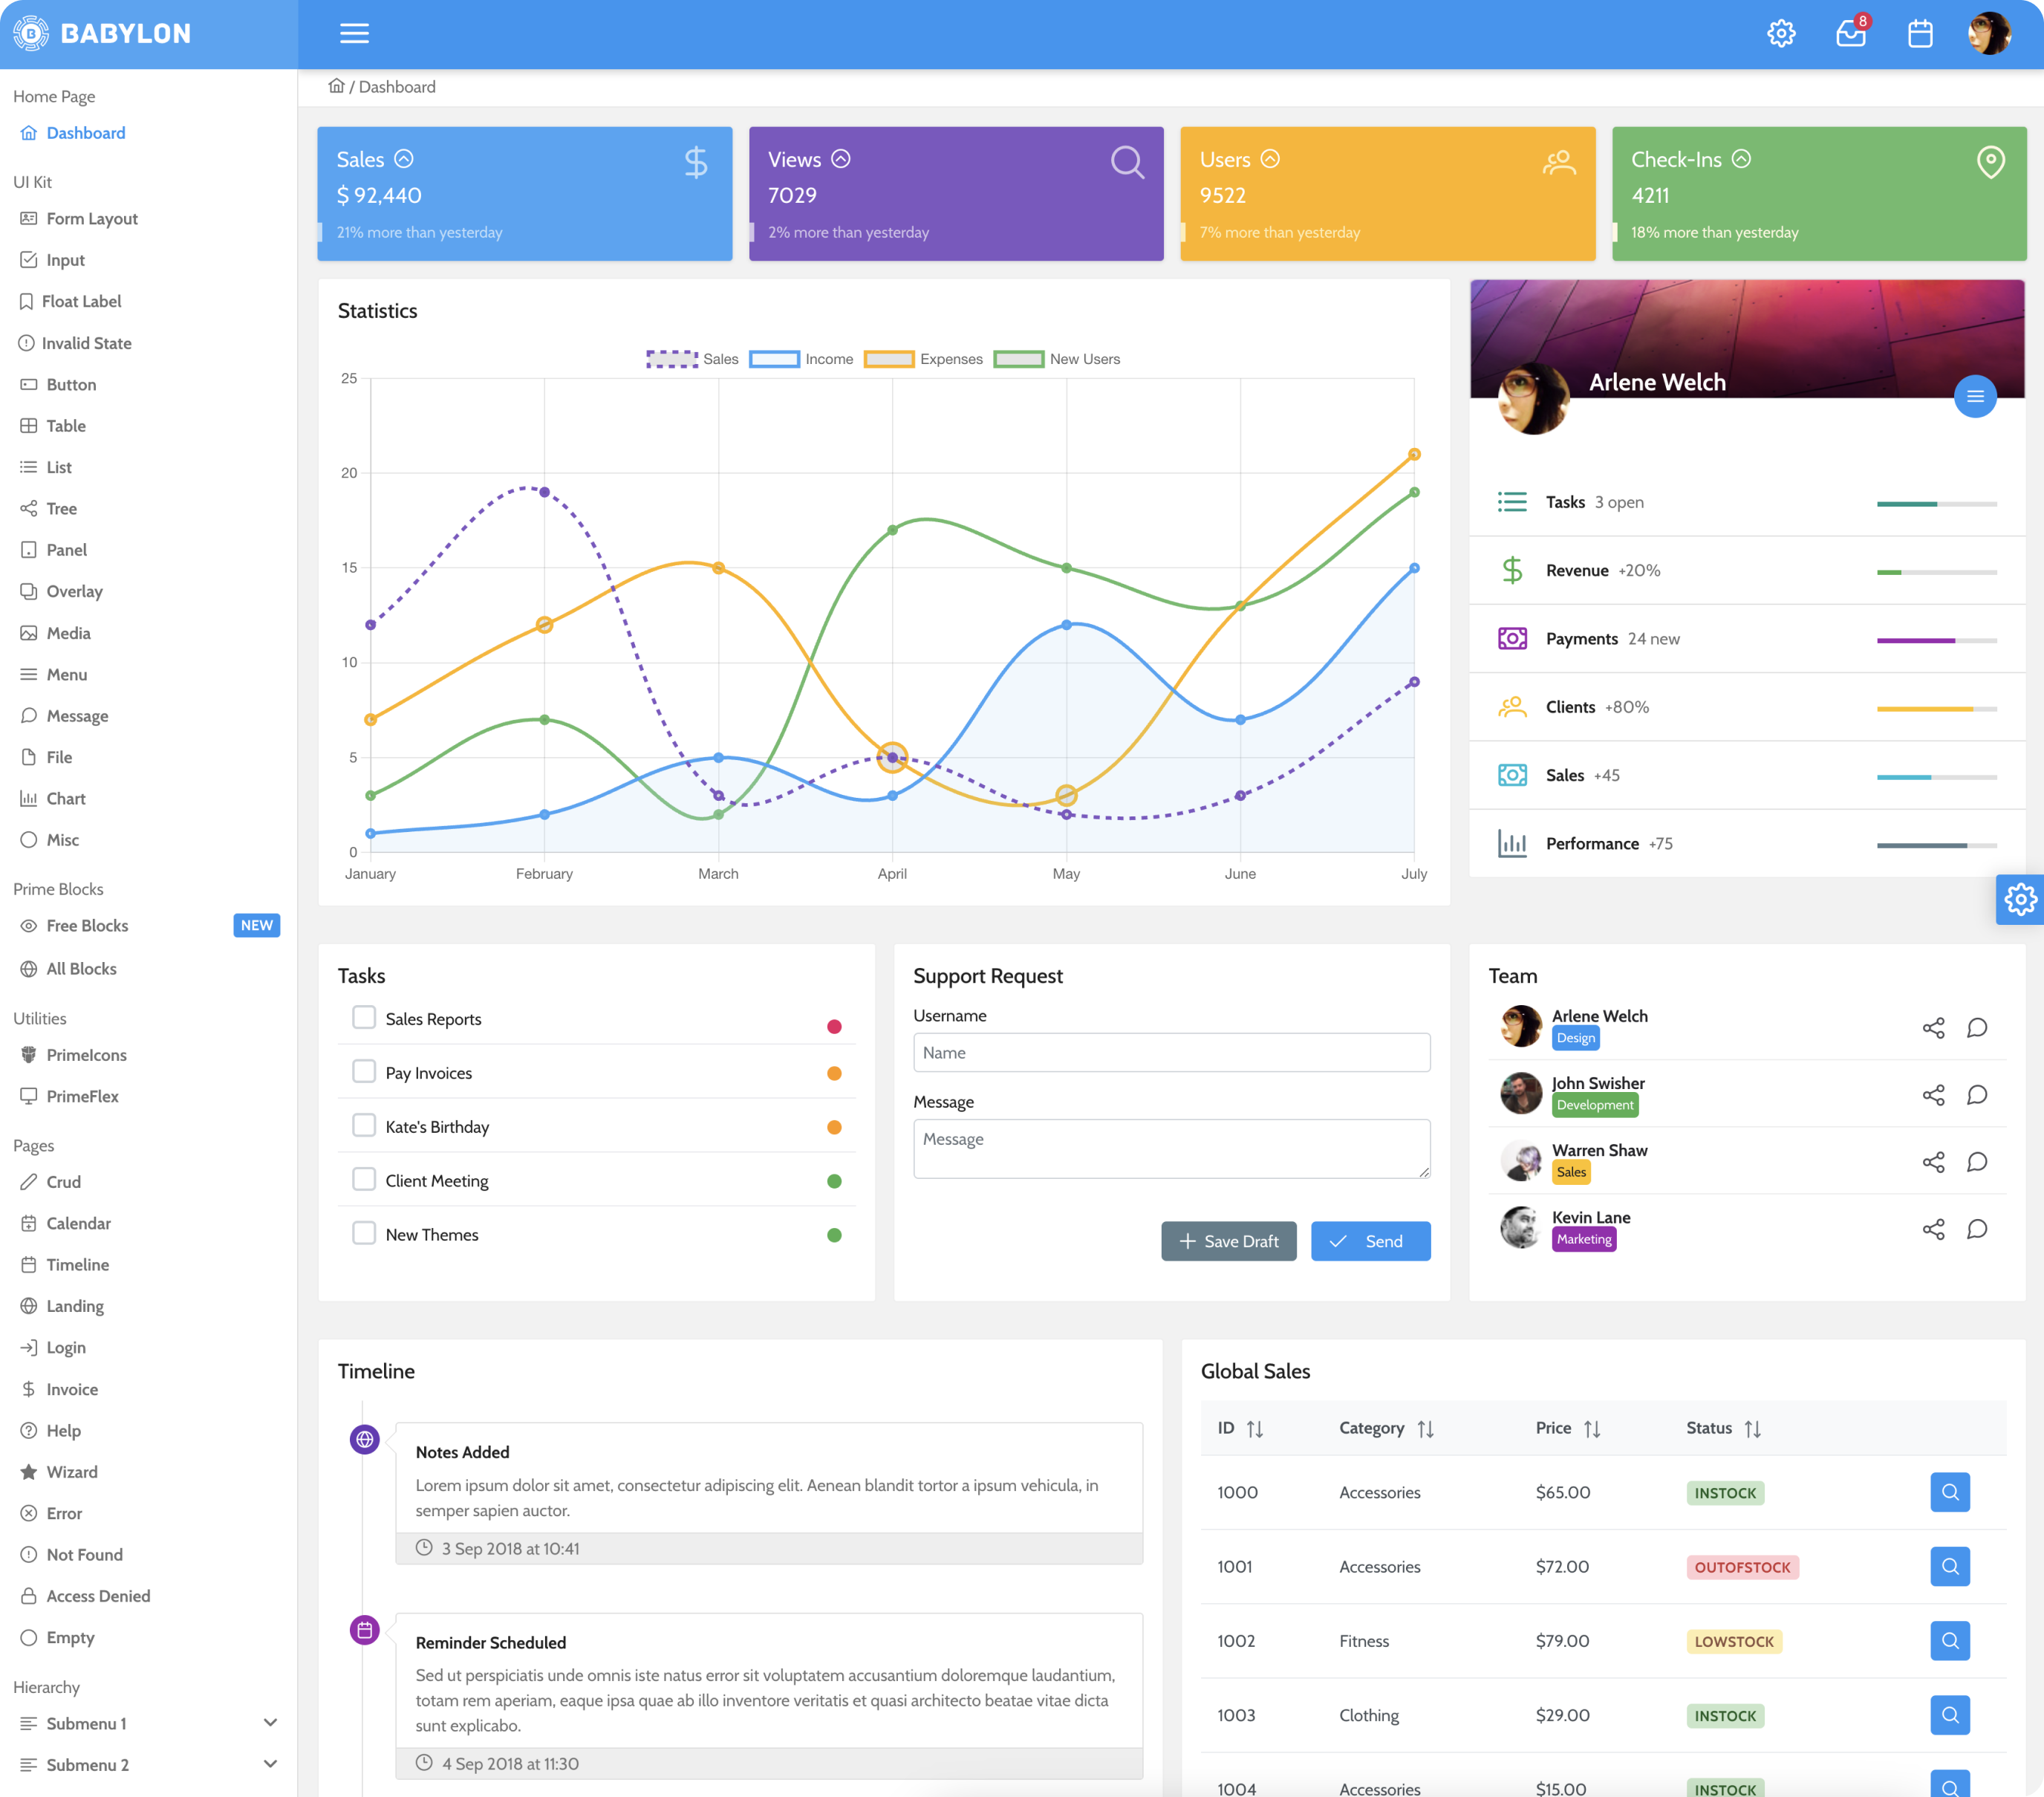 BABYLON
8
Home Page
Dashboard
UI Kit
Form Layout
Input
Float Label
Invalid State
Button
Table
List
Tree
Panel
Overlay
Media
Menu
Message
File
Chart
Misc
Prime Blocks
Free Blocks NEW
All Blocks
Utilities
PrimeIcons
PrimeFlex
Pages
Crud
Calendar
Timeline
Landing
Login
Invoice
Help
Wizard
Error
Not Found
Access Denied
Empty
Hierarchy
Submenu 1
Submenu 2
/ Dashboard
Sales
$ 92,440
21% more than yesterday
Views
7029
2% more than yesterday
Users
9522
7% more than yesterday
Check-Ins
4211
18% more than yesterday
Statistics
Sales Income Expenses New Users
25
20
15
10
5
0
January February March April May June July
Arlene Welch
Tasks 3 open
Revenue +20%
Payments 24 new
Clients +80%
Sales +45
Performance +75
Tasks
Sales Reports
Pay Invoices
Kate's Birthday
Client Meeting
New Themes
Support Request
Username
Name
Message
Message
Save Draft Send
Team
Arlene Welch
Design
John Swisher
Development
Warren Shaw
Sales
Kevin Lane
Marketing
Timeline
Notes Added
Lorem ipsum dolor sit amet, consectetur adipiscing elit. Aenean blandit tortor a ipsum vehicula, in
semper sapien auctor.
3 Sep 2018 at 10:41
Reminder Scheduled
Sed ut perspiciatis unde omnis iste natus error sit voluptatem accusantium doloremque laudantium,
totam rem aperiam, eaque ipsa quae ab illo inventore veritatis et quasi architecto beatae vitae dicta
sunt explicabo.
4 Sep 2018 at 11:30
Global Sales
ID Category Price Status
1000 Accessories $65.00 INSTOCK
1001 Accessories $72.00 OUTOFSTOCK
1002 Fitness $79.00 LOWSTOCK
1003 Clothing $29.00 INSTOCK
1004 Accessories $15.00 INSTOCK